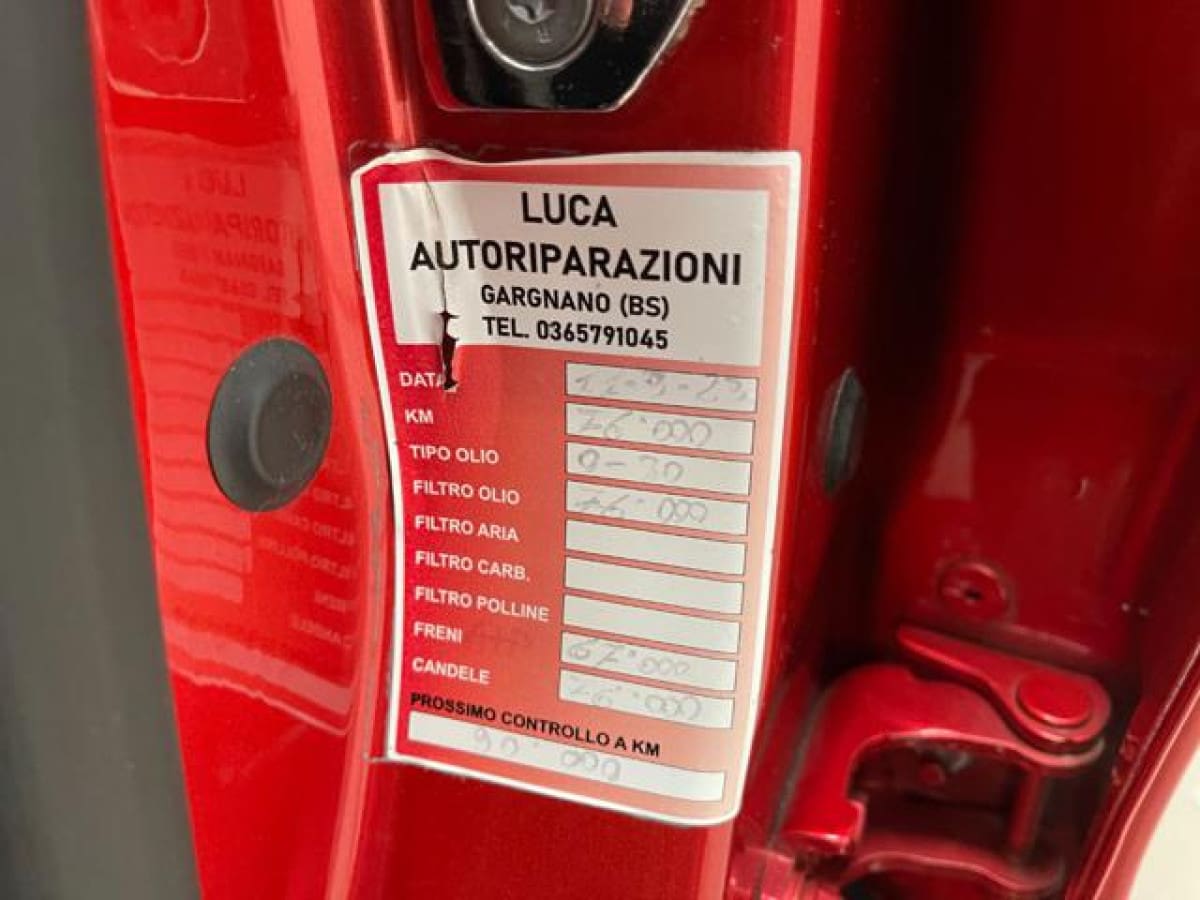 LUCA
AUTORIPARAZIONI
GARGNANO (BS)
TEL. 0365791045
DATA
KM 76.000
TIPO OLIO 0-30
FILTRO OLIO 76.000
FILTRO ARIA
FILTRO CARB.
FILTRO POLLINE
FRENI 67.000
CANDELE 76.000
PROSSIMO CONTROLLO A KM
90.000